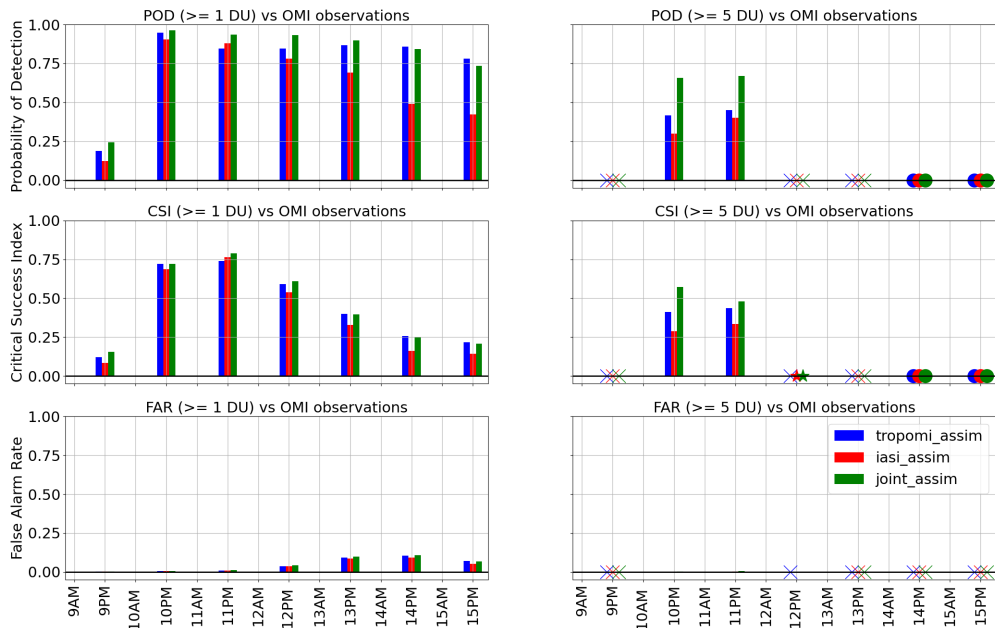 POD (>= 1 DU) vs OMI observations
POD (>= 5 DU) vs OMI observations
Probability of Detection
1.00
0.75
0.50
0.25
0.00
CSI (>= 1 DU) vs OMI observations
CSI (>= 5 DU) vs OMI observations
Critical Success Index
1.00
0.75
0.50
0.25
0.00
FAR (>= 1 DU) vs OMI observations
FAR (>= 5 DU) vs OMI observations
False Alarm Rate
1.00
0.75
0.50
0.25
0.00
tropomi_assim
iasi_assim
joint_assim
9AM
9PM
10AM
10PM
11AM
11PM
12AM
12PM
13AM
13PM
14AM
14PM
15AM
15PM
9AM
9PM
10AM
10PM
11AM
11PM
12AM
12PM
13AM
13PM
14AM
14PM
15AM
15PM